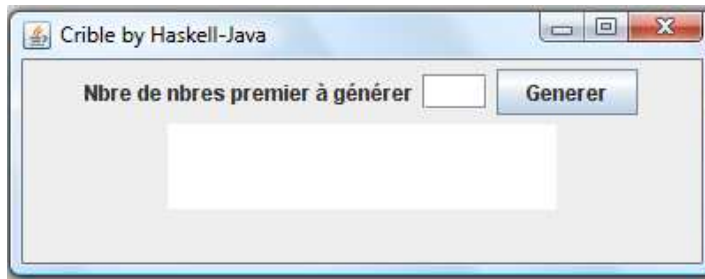 Crible by Haskell-Java
Nbre de nbres premier à générer
Generer